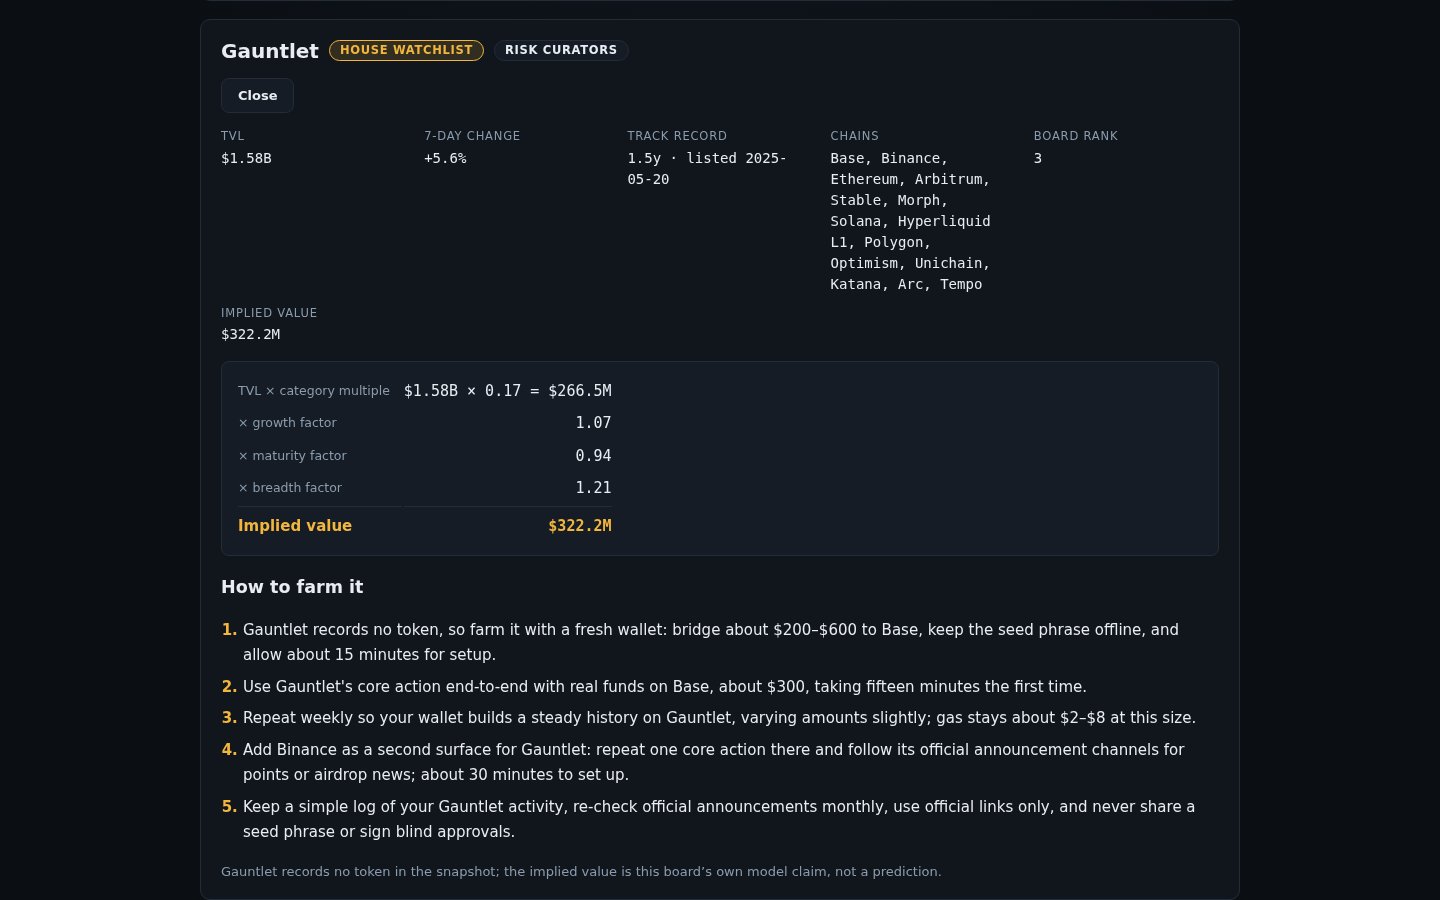 Gauntlet HOUSE WATCHLIST RISK CURATORS
Close
TVL
$1.58B
7-DAY CHANGE
+5.6%
TRACK RECORD
1.5y · listed 2025-
05-20
CHAINS
Base, Binance,
Ethereum, Arbitrum,
Stable, Morph,
Solana, Hyperliquid
L1, Polygon,
Optimism, Unichain,
Katana, Arc, Tempo
BOARD RANK
3
IMPLIED VALUE
$322.2M
TVL × category multiple $1.58B × 0.17 = $266.5M
× growth factor 1.07
× maturity factor 0.94
× breadth factor 1.21
Implied value $322.2M
How to farm it
1. Gauntlet records no token, so farm it with a fresh wallet: bridge about $200–$600 to Base, keep the seed phrase offline, and
allow about 15 minutes for setup.
2. Use Gauntlet's core action end-to-end with real funds on Base, about $300, taking fifteen minutes the first time.
3. Repeat weekly so your wallet builds a steady history on Gauntlet, varying amounts slightly; gas stays about $2–$8 at this size.
4. Add Binance as a second surface for Gauntlet: repeat one core action there and follow its official announcement channels for
points or airdrop news; about 30 minutes to set up.
5. Keep a simple log of your Gauntlet activity, re-check official announcements monthly, use official links only, and never share a
seed phrase or sign blind approvals.
Gauntlet records no token in the snapshot; the implied value is this board’s own model claim, not a prediction.